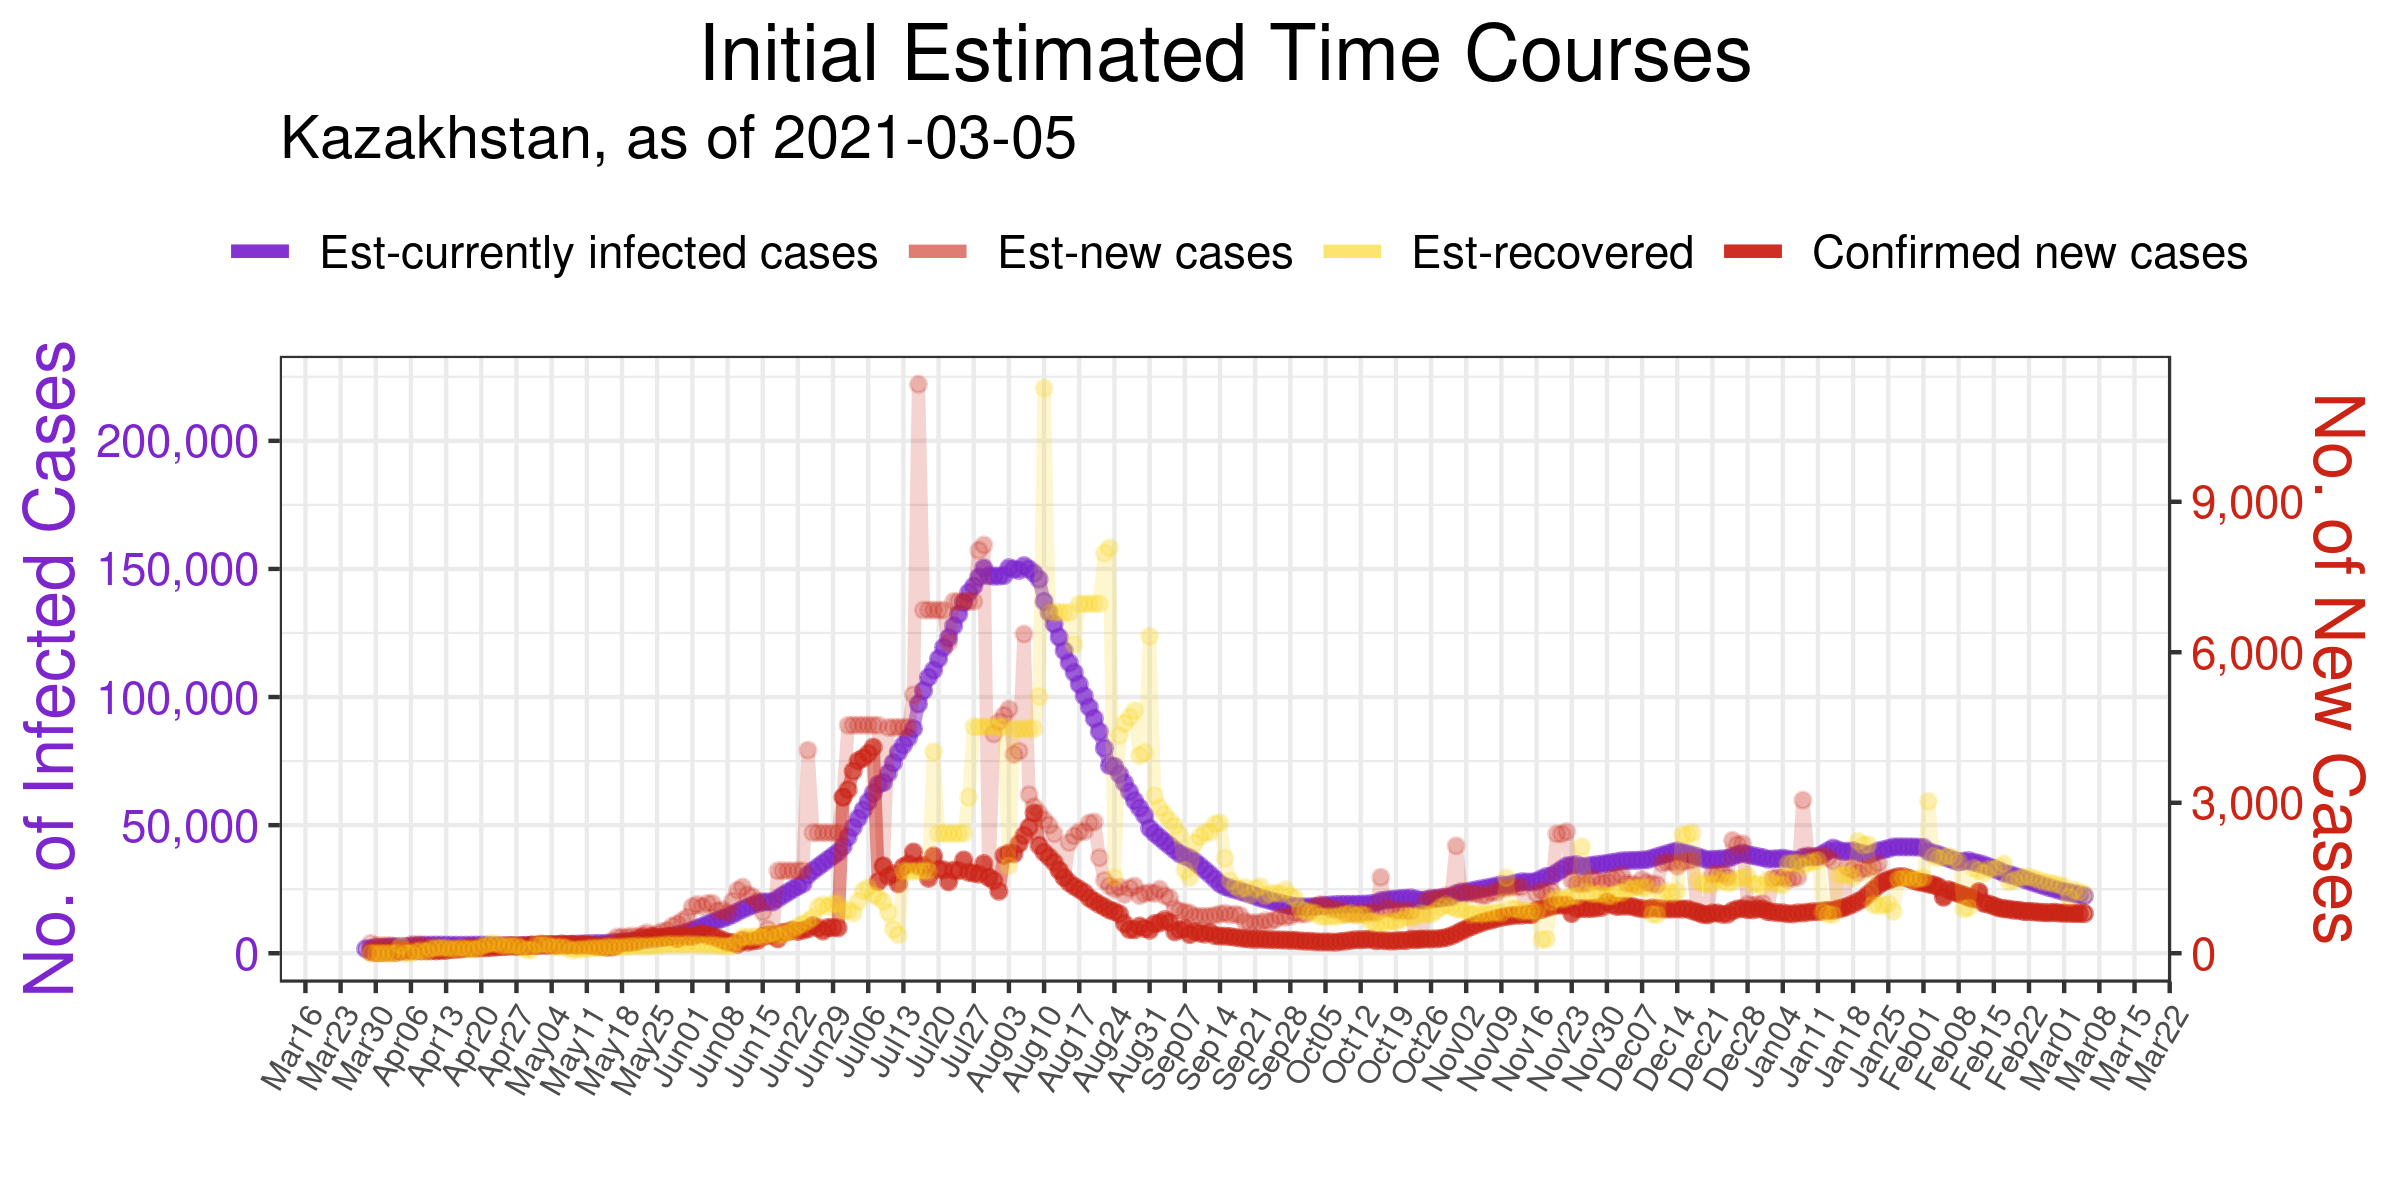 Initial Estimated Time Courses
Kazakhstan, as of 2021-03-05
Est-currently infected cases Est-new cases Est-recovered Confirmed new cases
No. of Infected Cases
200,000
150,000
100,000
50,000
0
9,000
6,000
3,000
0
No. of New Cases
Mar16 Mar23 Mar30 Apr06 Apr13 Apr20 Apr27 May04 May11 May18 May25 Jun01 Jun08 Jun15 Jun22 Jun29 Jul06 Jul13 Jul20 Jul27 Aug03 Aug10 Aug17 Aug24 Aug31 Sep07 Sep14 Sep21 Sep28 Oct05 Oct12 Oct19 Oct26 Nov02 Nov09 Nov16 Nov23 Nov30 Dec07 Dec14 Dec21 Dec28 Jan04 Jan11 Jan18 Jan25 Feb01 Feb08 Feb15 Feb22 Mar01 Mar08 Mar15 Mar22